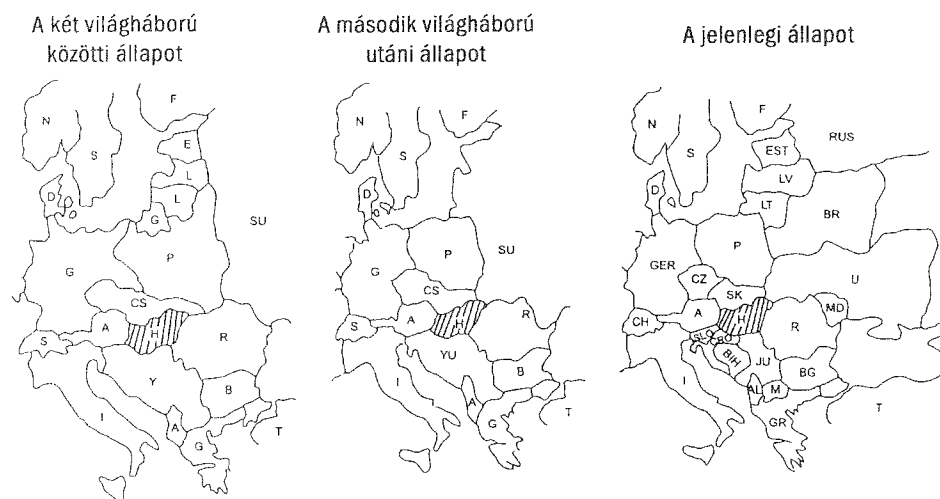 A két világháború
közötti állapot
N
F
S
E
L
D
L
G
SU
P
G
CS
A
H
S
R
Y
B
I
A
T
G
A második világháború
utáni állapot
N
F
S
D
P
SU
G
CS
A
H
R
S
YU
B
I
A
G
T
A jelenlegi állapot
F
N
RUS
EST
S
LV
D
LT
BR
P
GER
CZ
U
SK
A
H
MD
CH
R
SLO
CRO
BIH
JU
BG
I
AL
M
T
GR